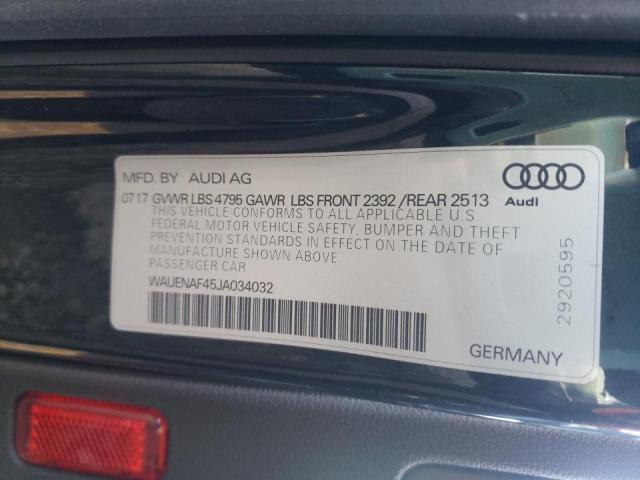 MFD. BY AUDI AG
07 17 GVWR LBS 4795 GAWR LBS FRONT 2392 /REAR 2513
Audi
THIS VEHICLE CONFORMS TO ALL APPLICABLE U.S
FEDERAL MOTOR VEHICLE SAFETY, BUMPER AND THEFT
PREVENTION STANDARDS IN EFFECT ON THE DATE OF
MANUFACTURE SHOWN ABOVE
PASSENGER CAR
WAUENAF45JA034032
2920595
GERMANY